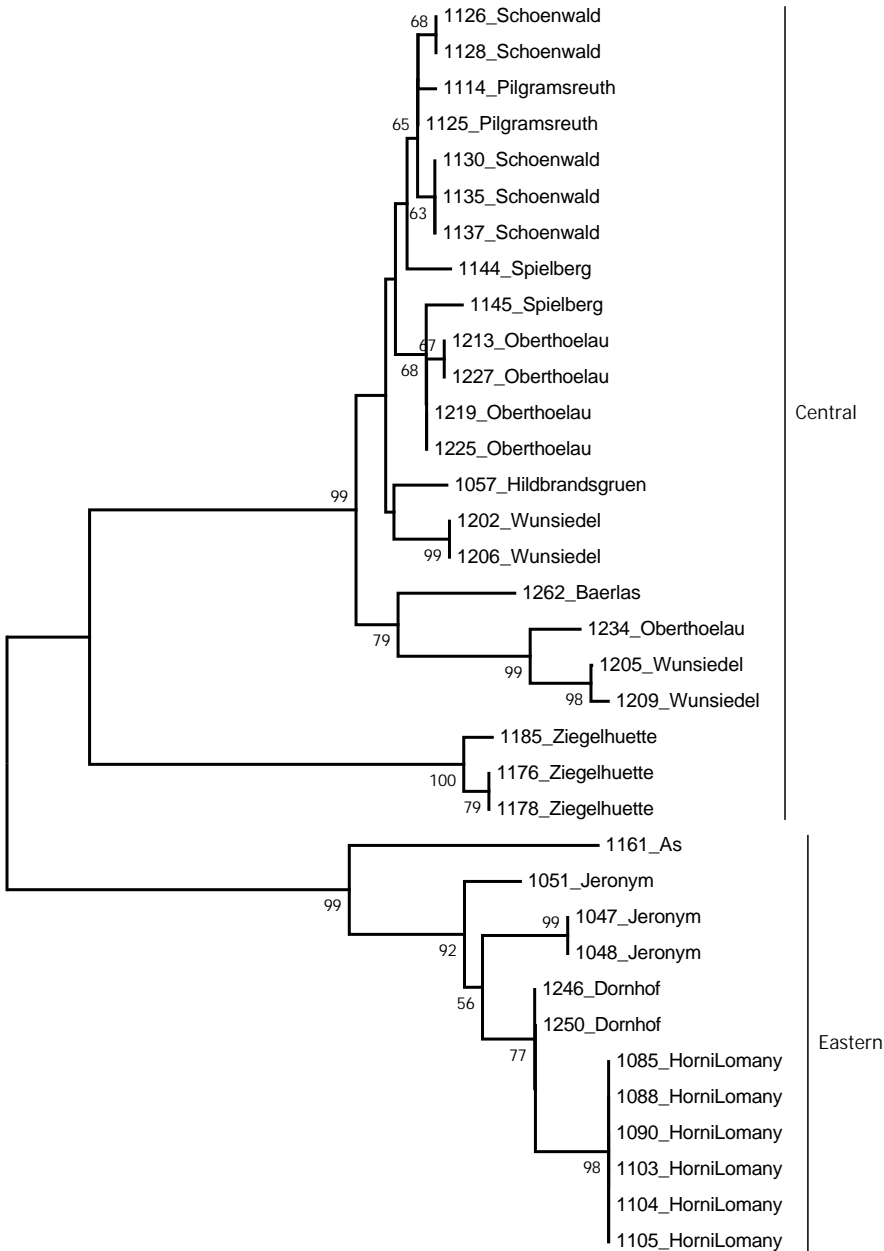 68
1126_Schoenwald
1128_Schoenwald
1114_Pilgramsreuth
65
1125_Pilgramsreuth
1130_Schoenwald
1135_Schoenwald
63
1137_Schoenwald
1144_Spielberg
1145_Spielberg
67
1213_Oberthoelau
68
1227_Oberthoelau
1219_Oberthoelau
Central
1225_Oberthoelau
1057_Hildbrandsgruen
99
1202_Wunsiedel
99
1206_Wunsiedel
1262_Baerlas
79
1234_Oberthoelau
99
1205_Wunsiedel
98
1209_Wunsiedel
1185_Ziegelhuette
100
1176_Ziegelhuette
79
1178_Ziegelhuette
1161_As
99
1051_Jeronym
99
1047_Jeronym
92
1048_Jeronym
1246_Dornhof
56
1250_Dornhof
77
Eastern
1085_HorniLomany
1088_HorniLomany
1090_HorniLomany
98
1103_HorniLomany
1104_HorniLomany
1105_HorniLomany